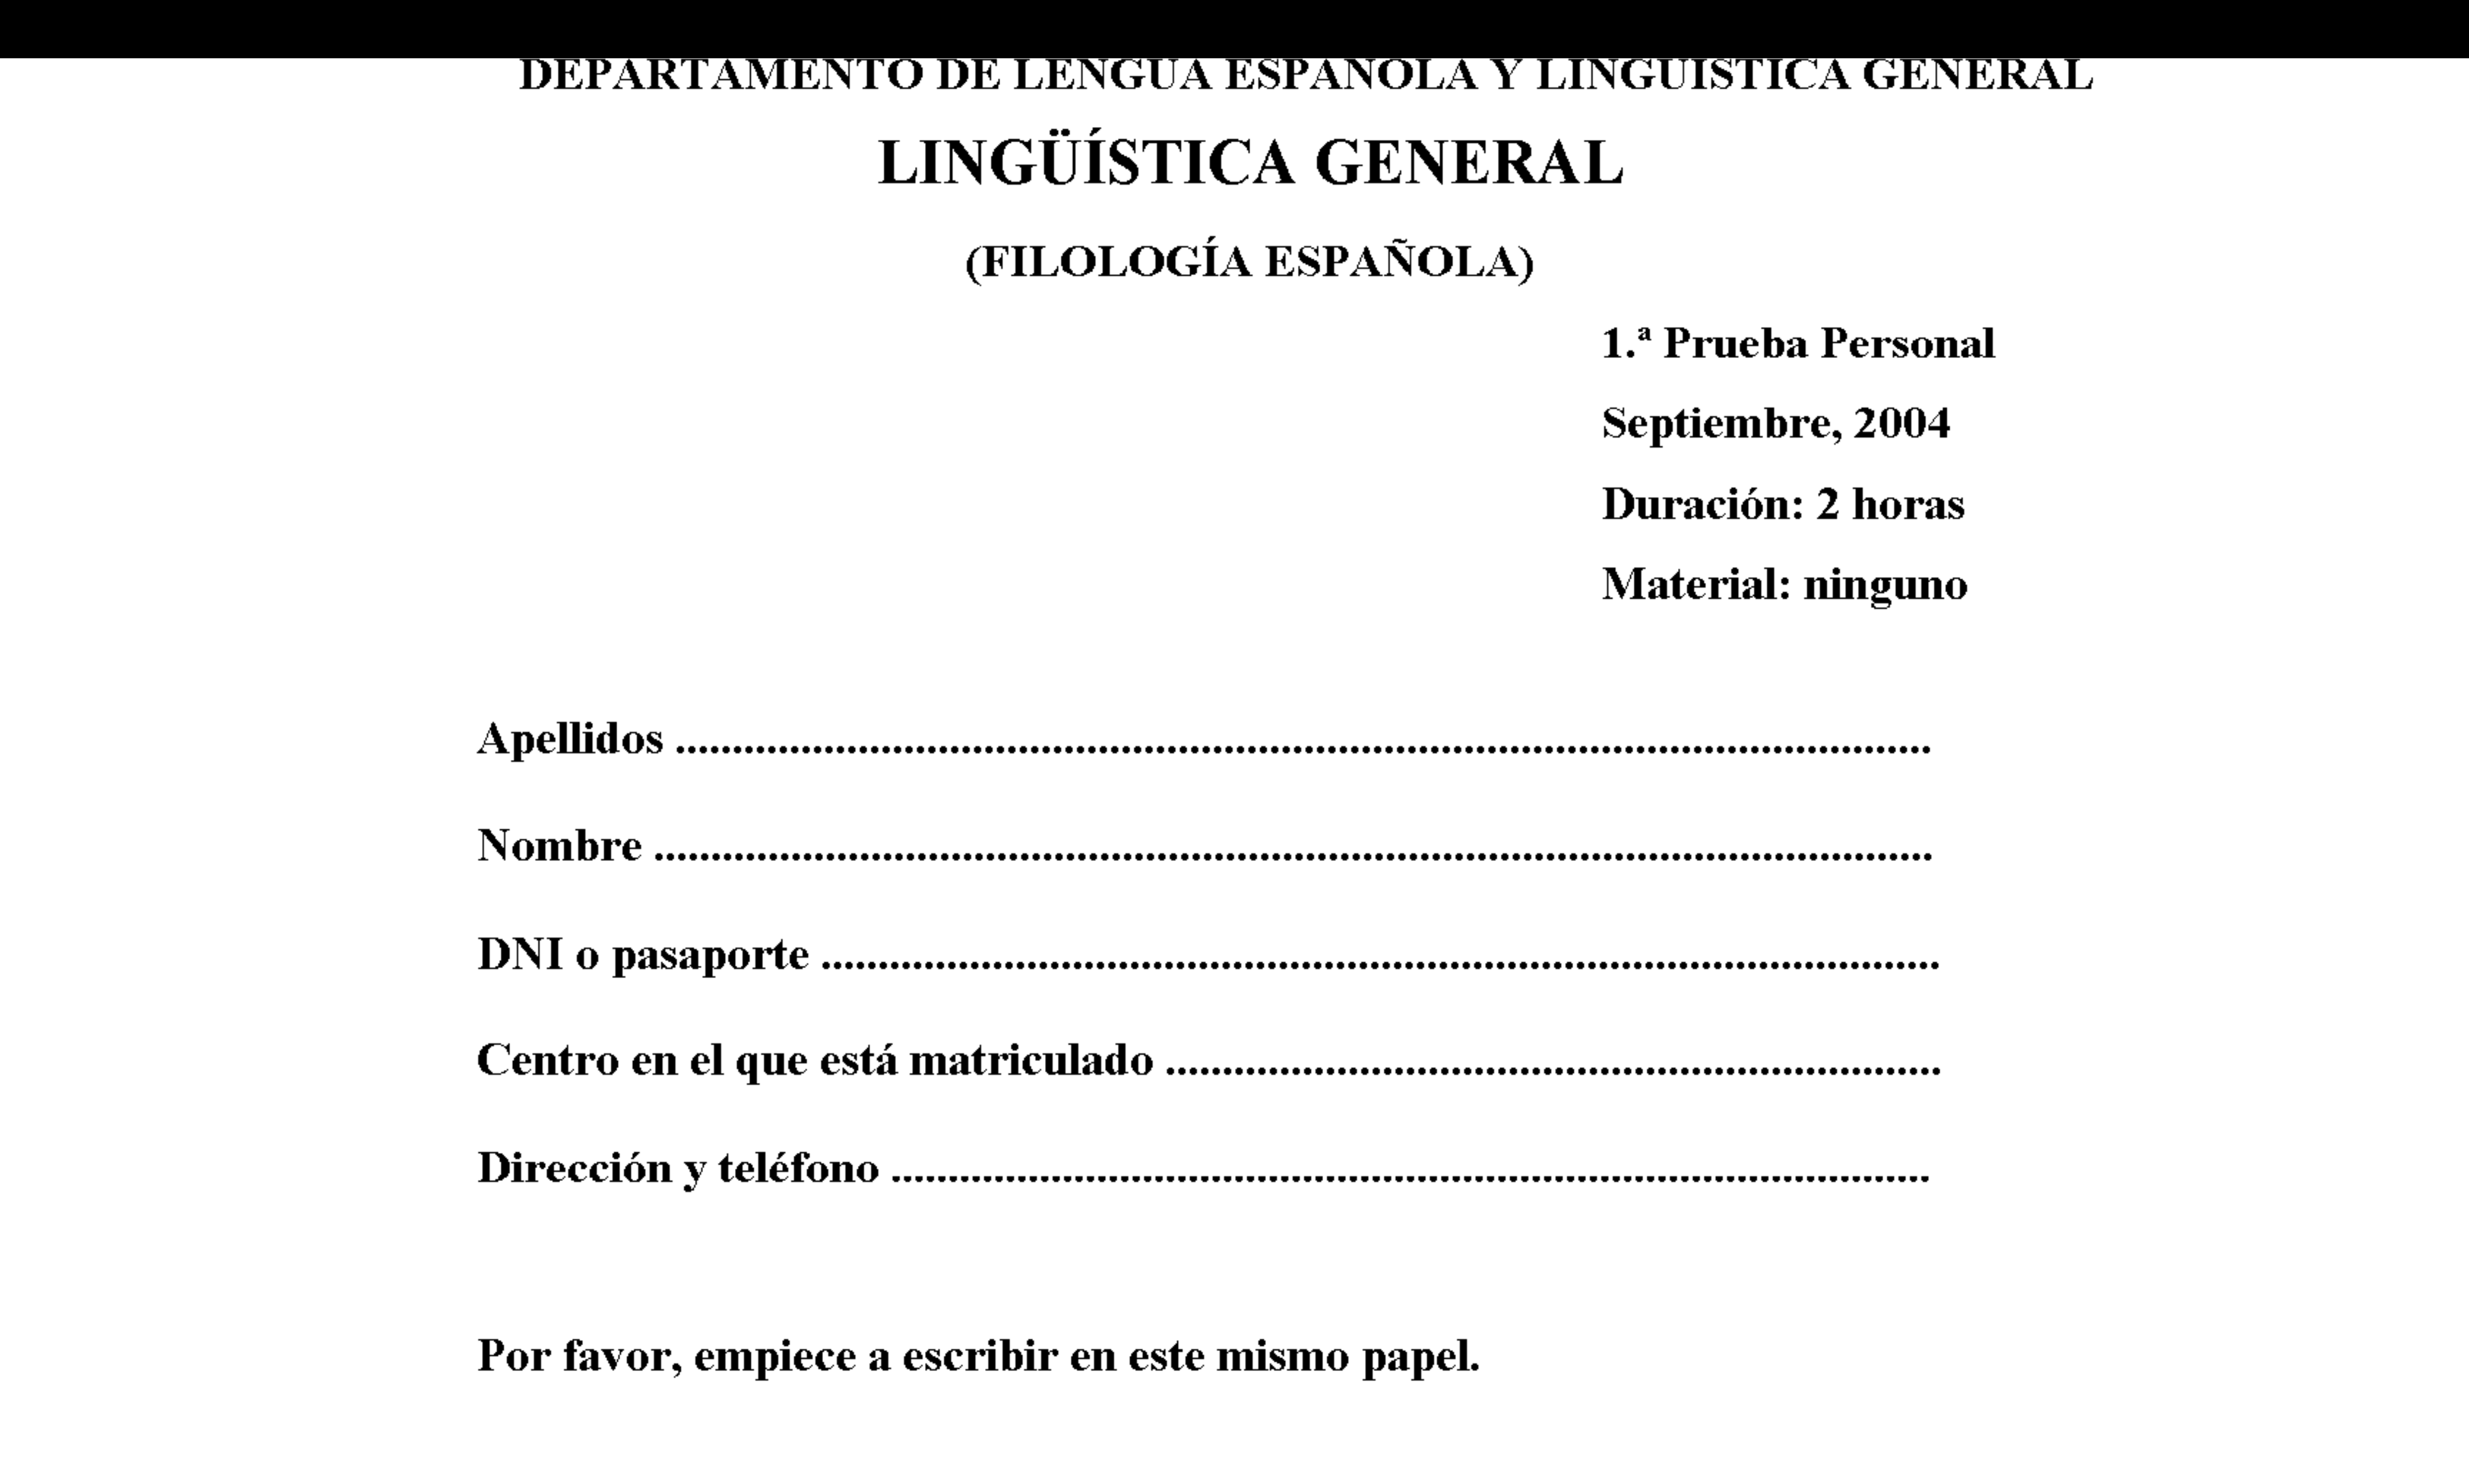 DEPARTAMENTO DE LENGUA ESPAÑOLA Y LINGÜÍSTICA GENERAL
LINGÜÍSTICA GENERAL
(FILOLOGÍA ESPAÑOLA)
1.ª Prueba Personal
Septiembre, 2004
Duración: 2 horas
Material: ninguno
Apellidos ..............................................................................................................
Nombre ................................................................................................................
DNI o pasaporte ..................................................................................................
Centro en el que está matriculado ....................................................................
Dirección y teléfono ...........................................................................................
Por favor, empiece a escribir en este mismo papel.